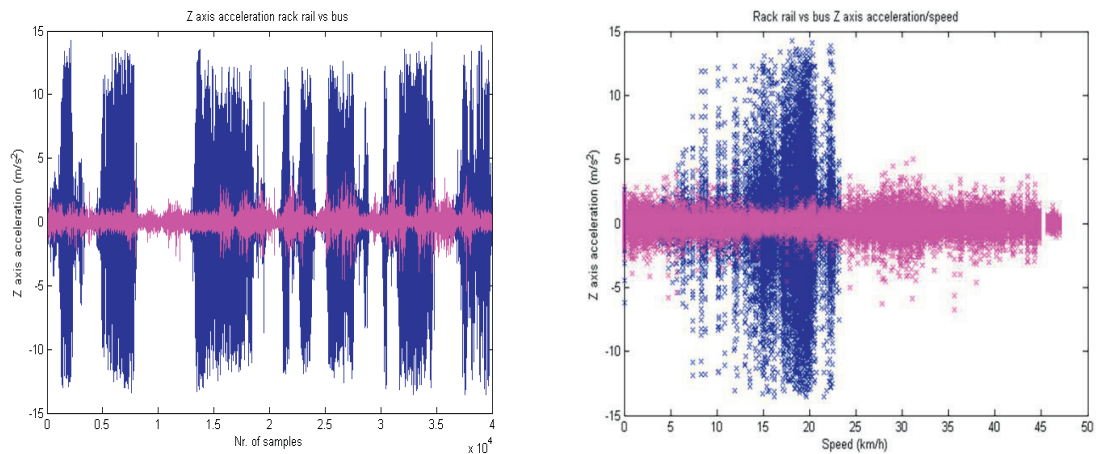 Z axis acceleration rack rail vs bus
15
10
5
0
-5
-10
-15
Z axis acceleration (m/s²)
0 0.5 1 1.5 2 2.5 3 3.5 4
x 10⁴
Nr. of samples
Rack rail vs bus Z axis acceleration/speed
15
10
5
0
-5
-10
-15
Z axis acceleration (m/s²)
0 5 10 15 20 25 30 35 40 45 50
Speed (km/h)